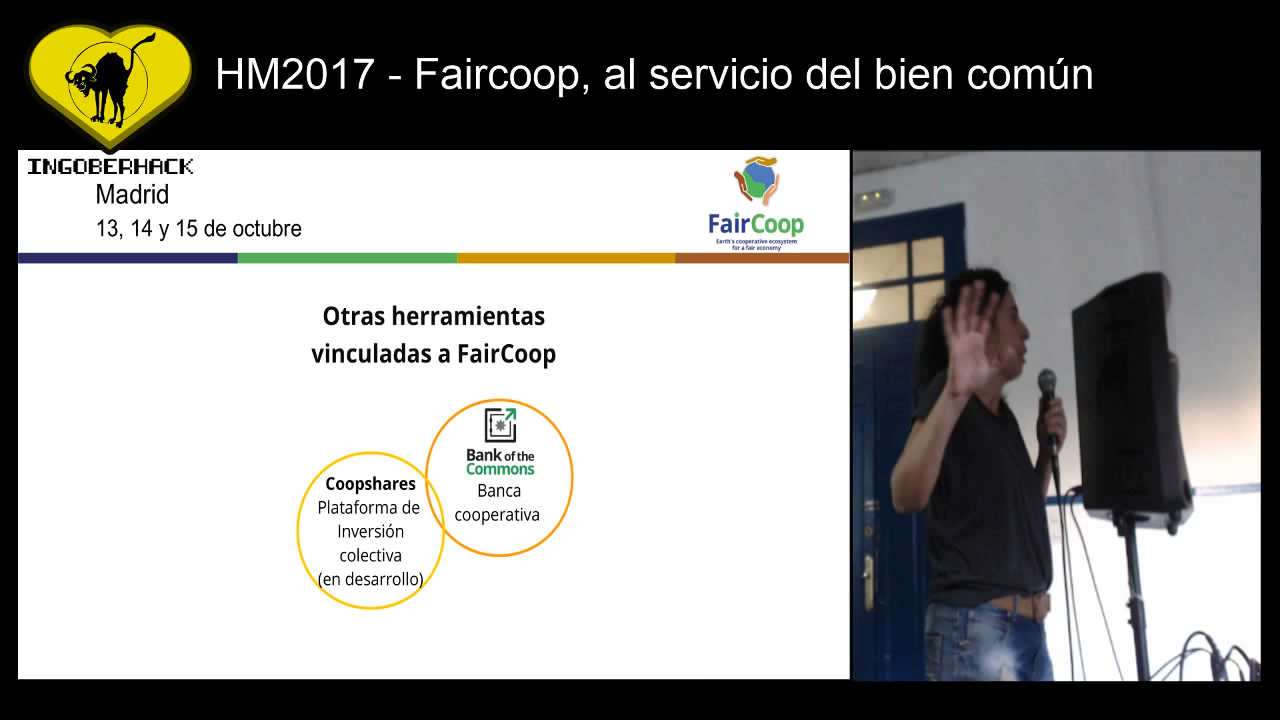 HM2017 - Faircoop, al servicio del bien común
INGOBERHACK
Madrid
13, 14 y 15 de octubre
FairCoop
Earth's cooperative ecosystem
for a fair economy
Otras herramientas
vinculadas a FairCoop
Bank of the
Commons
Banca
cooperativa
Coopshares
Plataforma de
Inversión
colectiva
(en desarrollo)